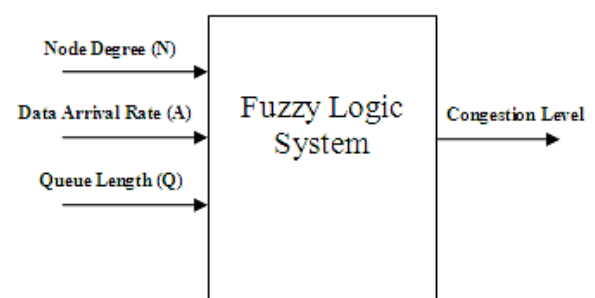 Node Degree (N)
Data Arrival Rate (A)
Queue Length (Q)
Fuzzy Logic
System
Congestion Level